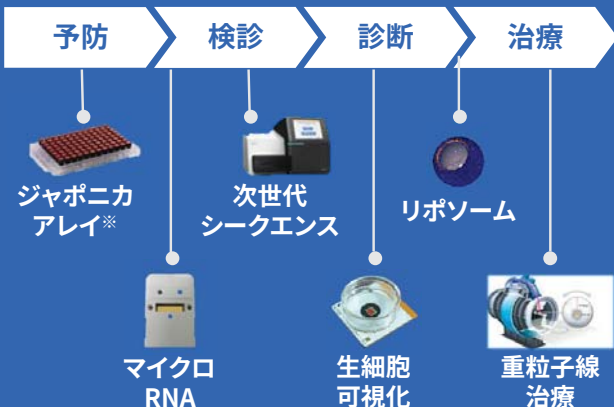 予防
検診
診断
治療
ジャポニカ
アレイ※
次世代
シークエンス
リポソーム
マイクロ
RNA
生細胞
可視化
重粒子線
治療